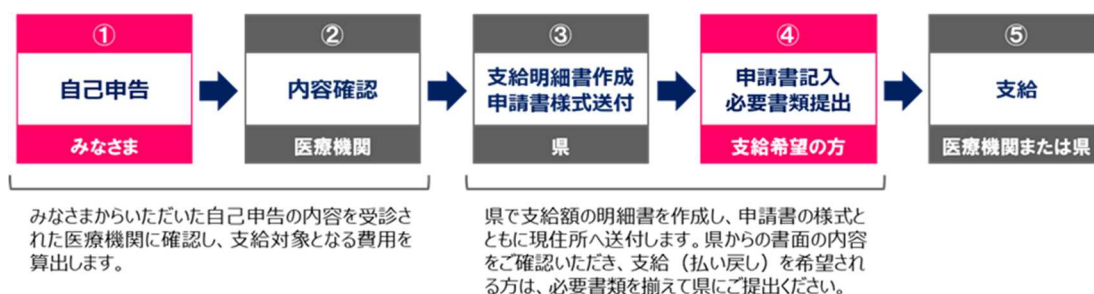 ①
自己申告
みなさま
②
内容確認
医療機関
③
支給明細書作成
申請書様式送付
県
④
申請書記入
必要書類提出
支給希望の方
⑤
支給
医療機関または県
みなさまからいただいた自己申告の内容を受診さ
れた医療機関に確認し、支給対象となる費用を
算出します。
県で支給額の明細書を作成し、申請書の様式と
ともに現住所へ送付します。県からの書面の内容
をご確認いただき、支給（払い戻し）を希望され
る方は、必要書類を揃えて県にご提出ください。